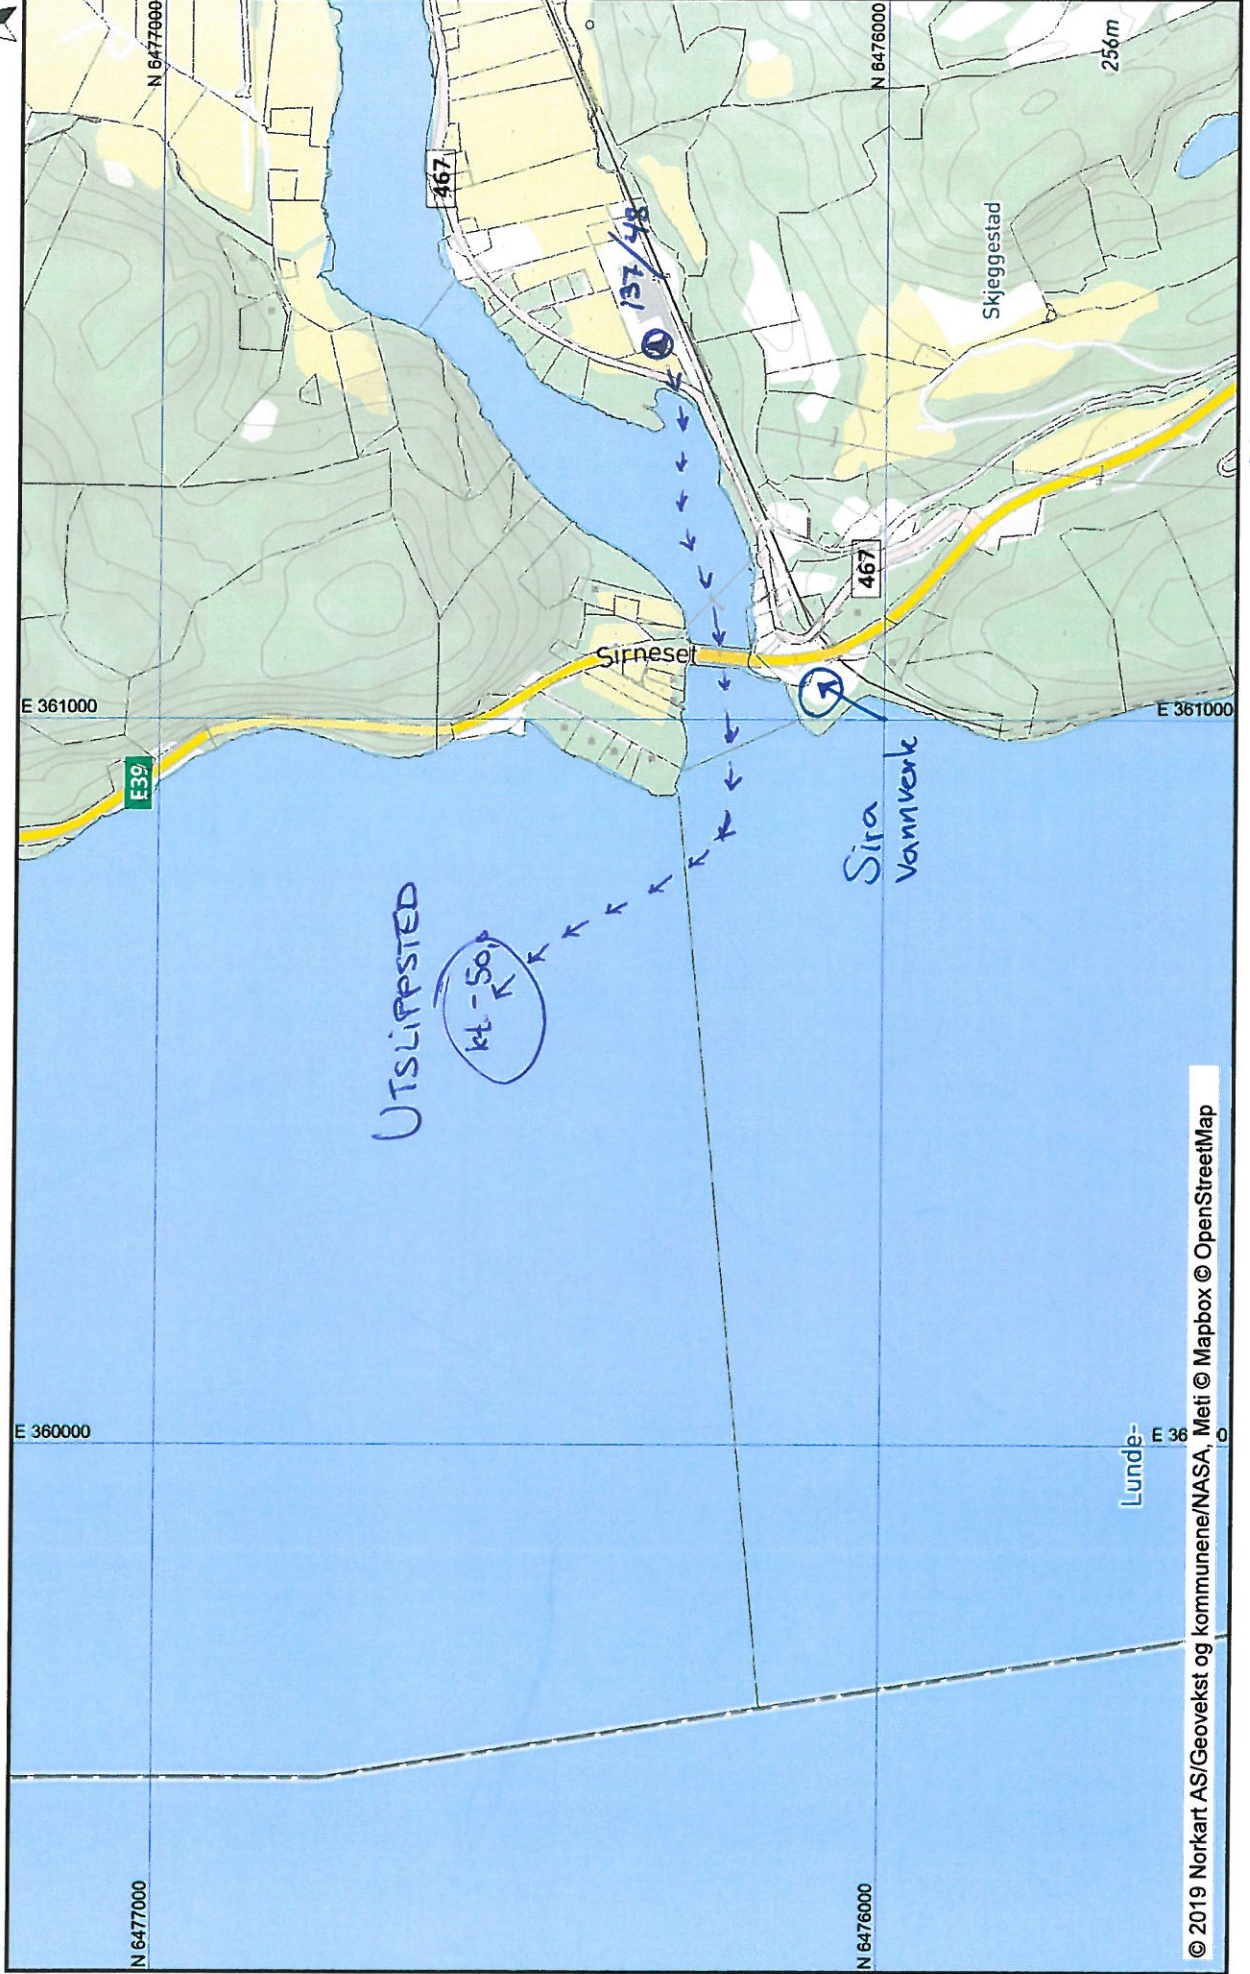 N 6477000
N 6476000
256m
467
137/48
Skjeggestad
467
Sirneset
E 361000
E 361000
E39
Sira
Vannverk
UTSLIPPSTED
kt. -50,0
E 360000
Lunde-
N 6477000
N 6476000
© 2019 Norkart AS/Geovekst og kommunene/NASA, Meti © Mapbox © OpenStreetMap